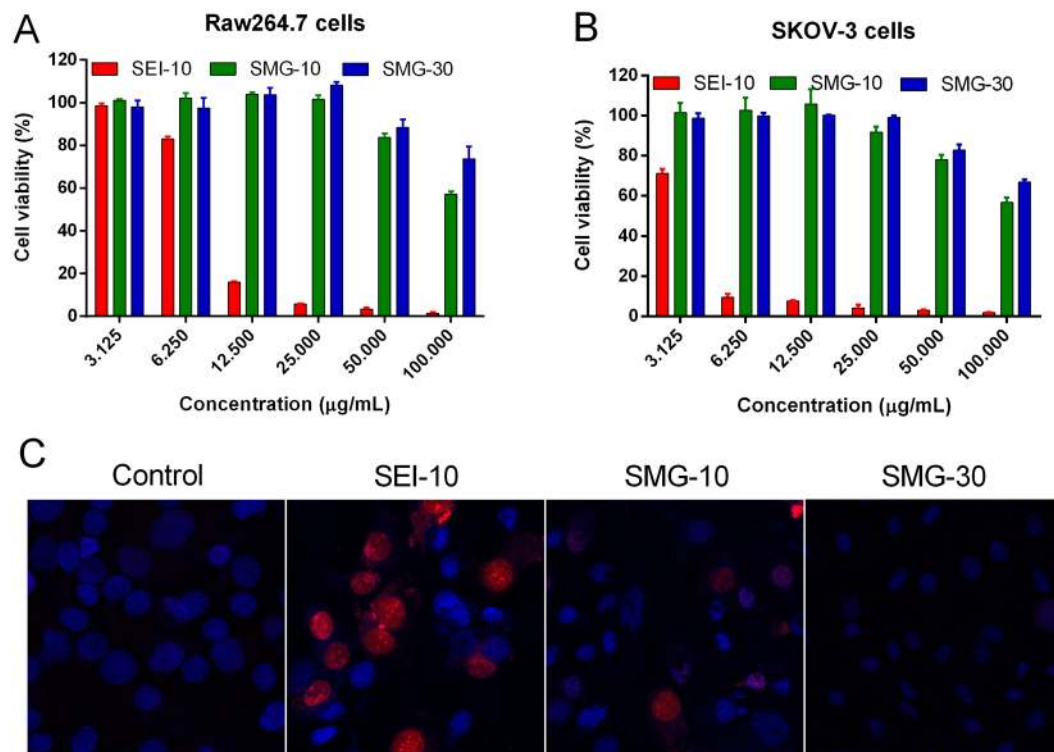 A
Raw264.7 cells
SEI-10 SMG-10 SMG-30
Cell viability (%)
120
100
80
60
40
20
0
3.125 6.250 12.500 25.000 50.000 100.000
Concentration (μg/mL)
B
SKOV-3 cells
SEI-10 SMG-10 SMG-30
Cell viability (%)
120
100
80
60
40
20
0
3.125 6.250 12.500 25.000 50.000 100.000
Concentration (μg/mL)
C
Control SEI-10 SMG-10 SMG-30